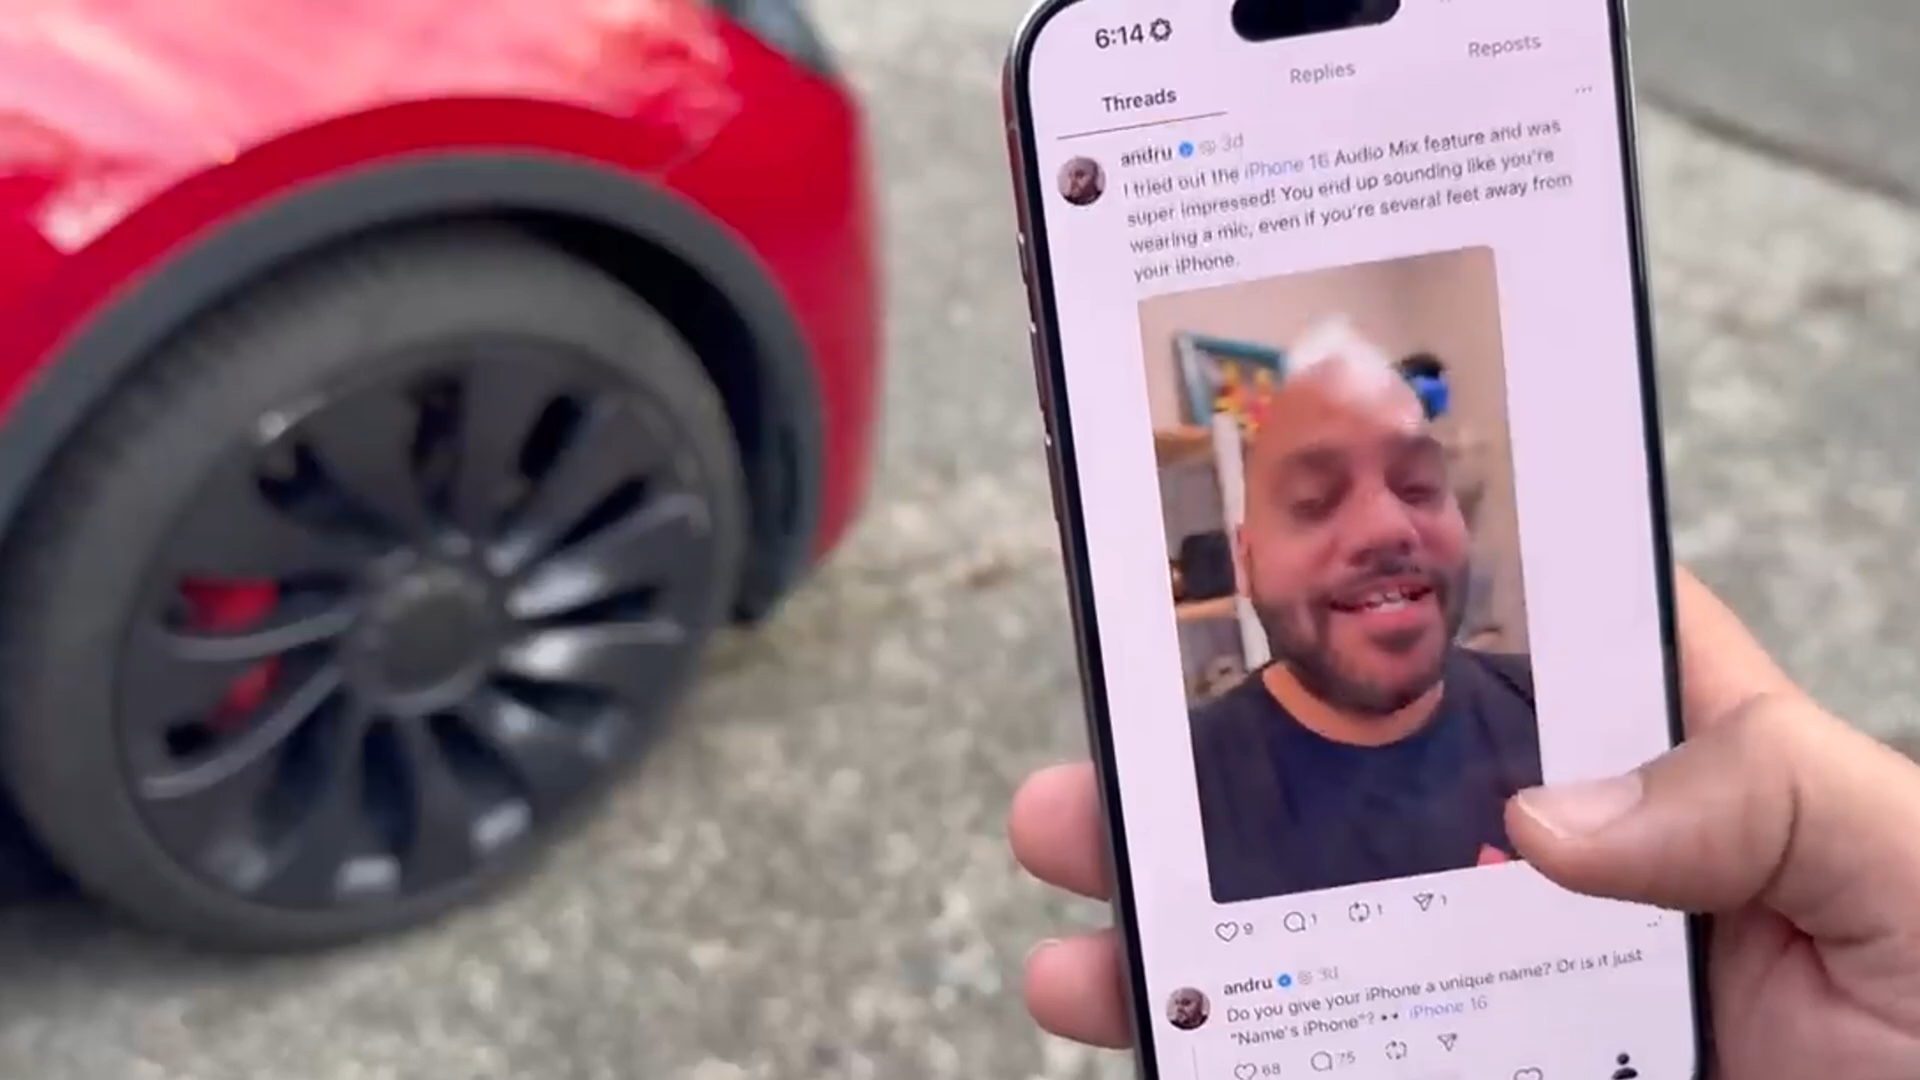 6:14
Threads
Replies
Reposts
andru 3d
I tried out the iPhone 16 Audio Mix feature and was
super impressed! You end up sounding like you're
wearing a mic, even if you're several feet away from
your iPhone.
9 1 1 1
andru 3d
Do you give your iPhone a unique name? Or is it just
"Name's iPhone"? 👀 iPhone 16
68 75